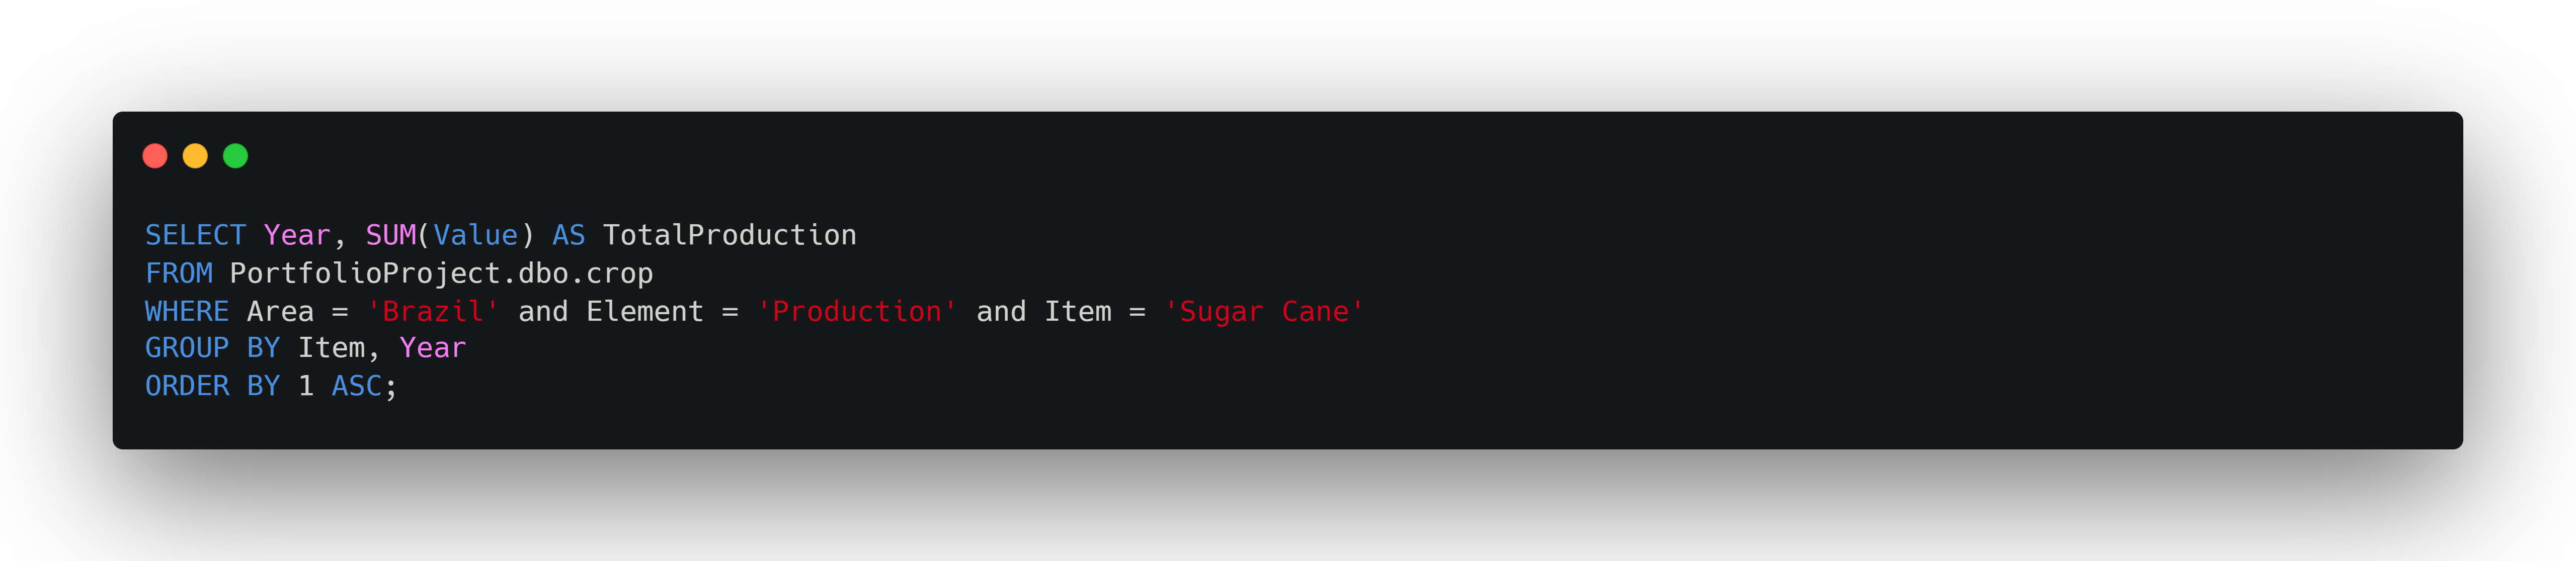 SELECT Year, SUM(Value) AS TotalProduction
FROM PortfolioProject.dbo.crop
WHERE Area = 'Brazil' and Element = 'Production' and Item = 'Sugar Cane'
GROUP BY Item, Year
ORDER BY 1 ASC;